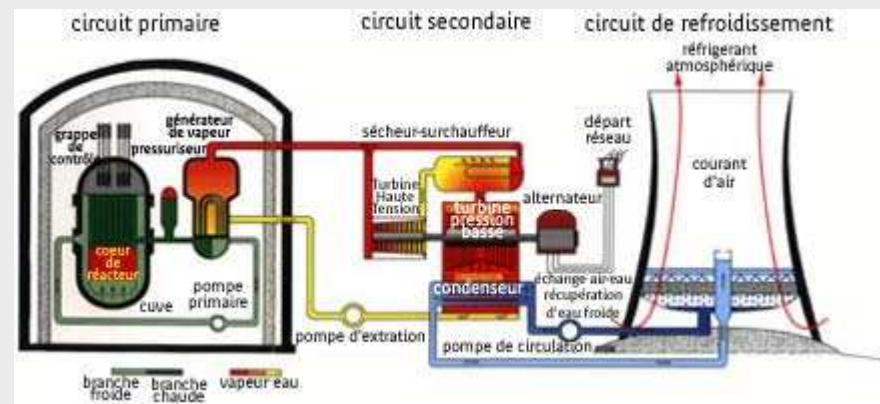 circuit primaire
circuit secondaire
circuit de refroidissement
réfrigerant
atmosphérique
grappe
de
contrôle
générateur
de vapeur
pressuriseur
sécheur-surchauffeur
départ
réseau
courant
d'air
Turbine
Haute
Tension
turbine
pression
basse
alternateur
coeur
de
réacteur
pompe
primaire
cuve
condenseur
échange air-eau
récupération
d'eau froide
pompe d'extration
pompe de circulation
branche
froide
branche
chaude
vapeur eau